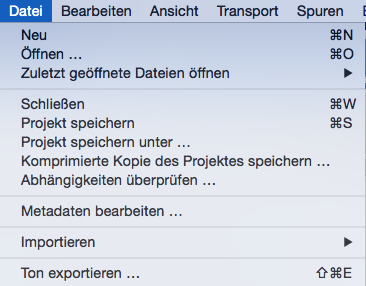 Datei Bearbeiten Ansicht Transport Spuren
Neu ⌘N
Öffnen … ⌘O
Zuletzt geöffnete Dateien öffnen ▶
Schließen ⌘W
Projekt speichern ⌘S
Projekt speichern unter …
Komprimierte Kopie des Projektes speichern …
Abhängigkeiten überprüfen …
Metadaten bearbeiten …
Importieren ▶
Ton exportieren … ⇧⌘E